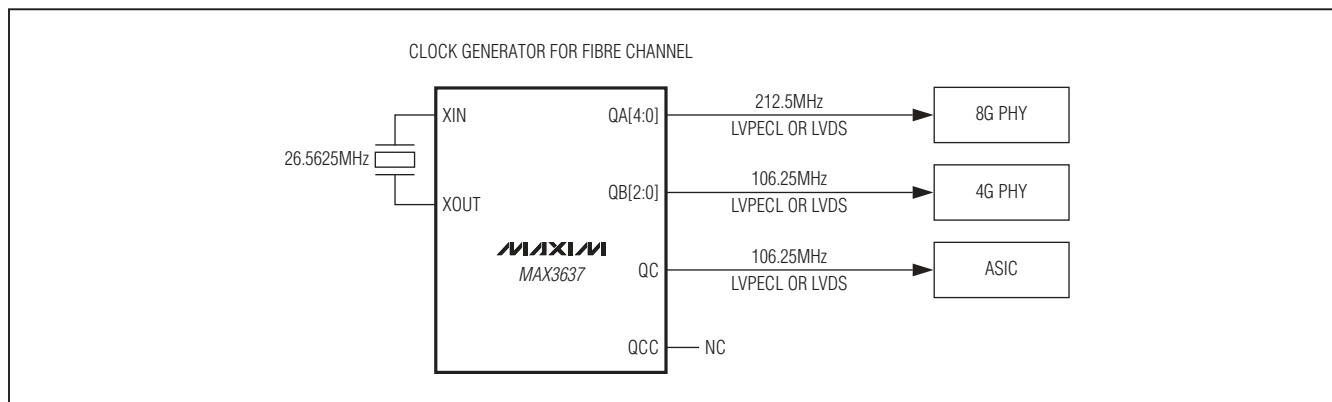 CLOCK GENERATOR FOR FIBRE CHANNEL
XIN
XOUT
26.5625MHz
MAXIM
MAX3637
QA[4:0]
212.5MHz
LVPECL OR LVDS
8G PHY
QB[2:0]
106.25MHz
LVPECL OR LVDS
4G PHY
QC
106.25MHz
LVPECL OR LVDS
ASIC
QCC
NC